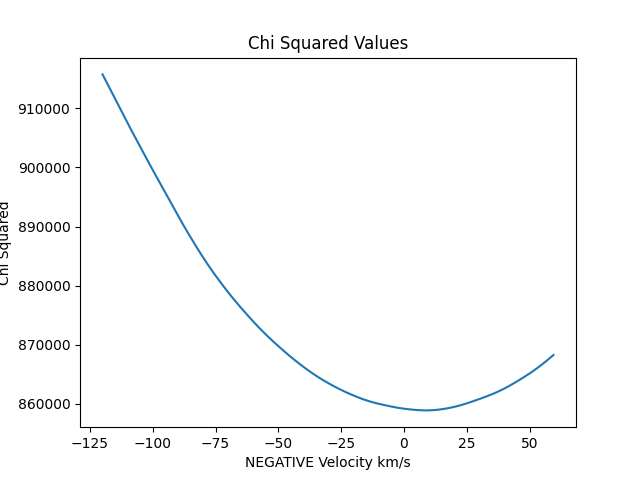 Chi Squared Values
910000
900000
890000
880000
870000
860000
Chi Squared
−125 −100 −75 −50 −25 0 25 50
NEGATIVE Velocity km/s